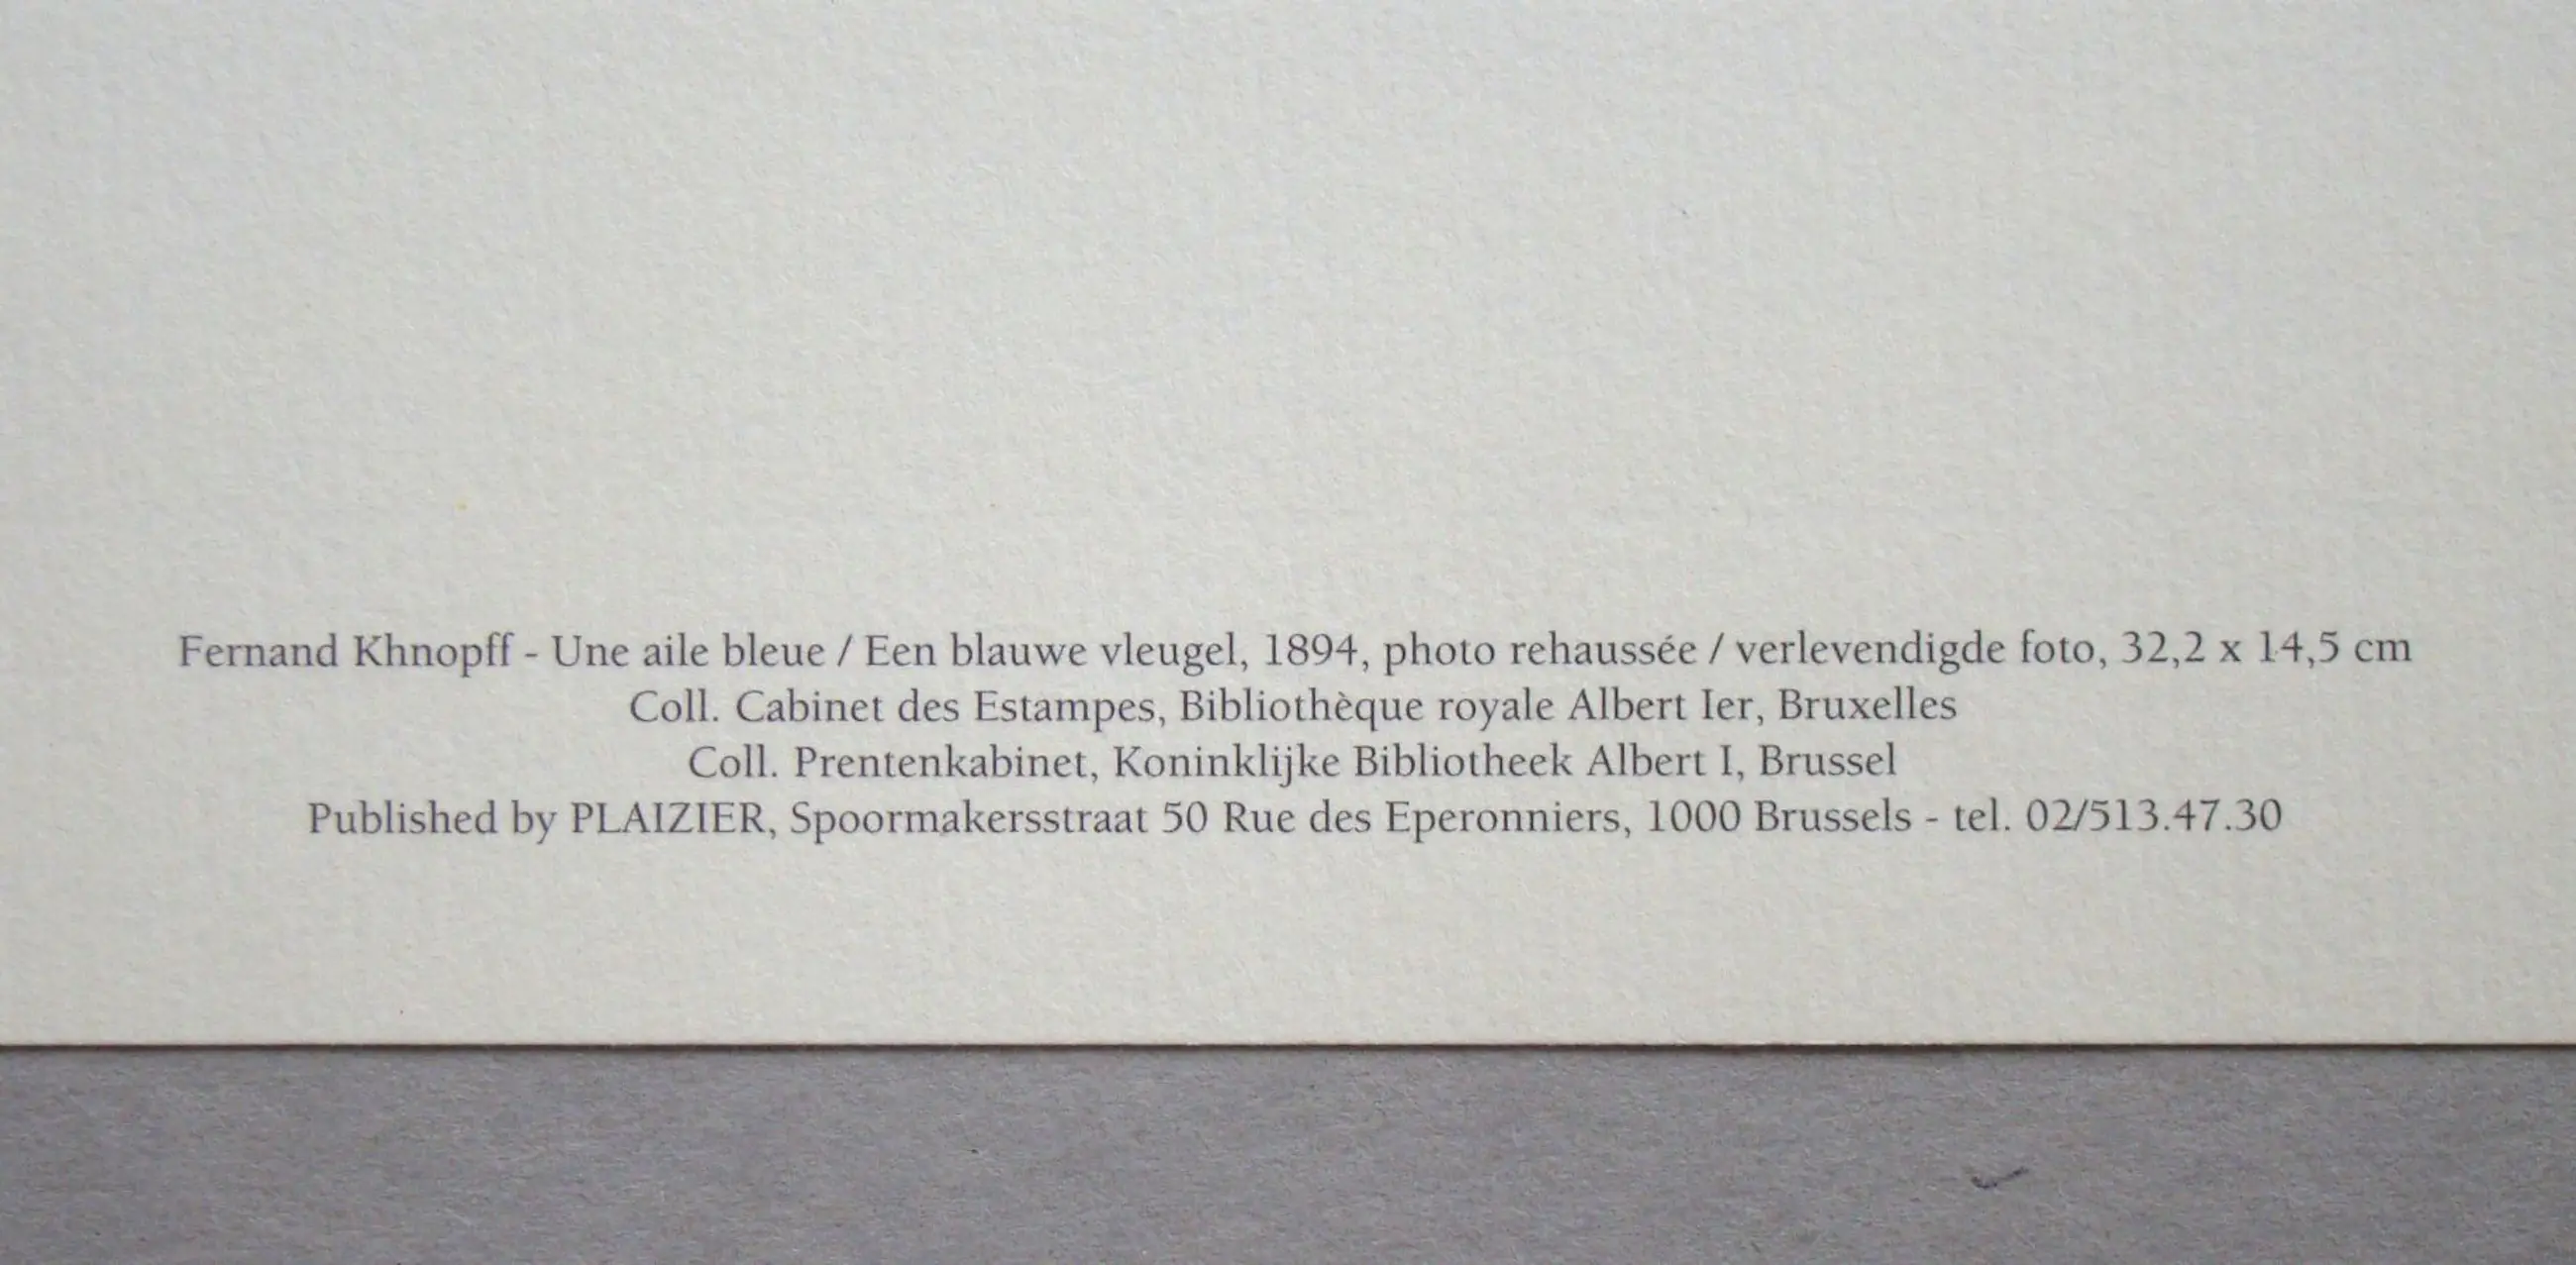 Fernand Khnopff - Une aile bleue / Een blauwe vleugel, 1894, photo rehaussée / verlevendigde foto, 32,2 x 14,5 cm
Coll. Cabinet des Estampes, Bibliothèque royale Albert Ier, Bruxelles
Coll. Prentenkabinet, Koninklijke Bibliotheek Albert I, Brussel
Published by PLAIZIER, Spoormakersstraat 50 Rue des Eperonniers, 1000 Brussels - tel. 02/513.47.30